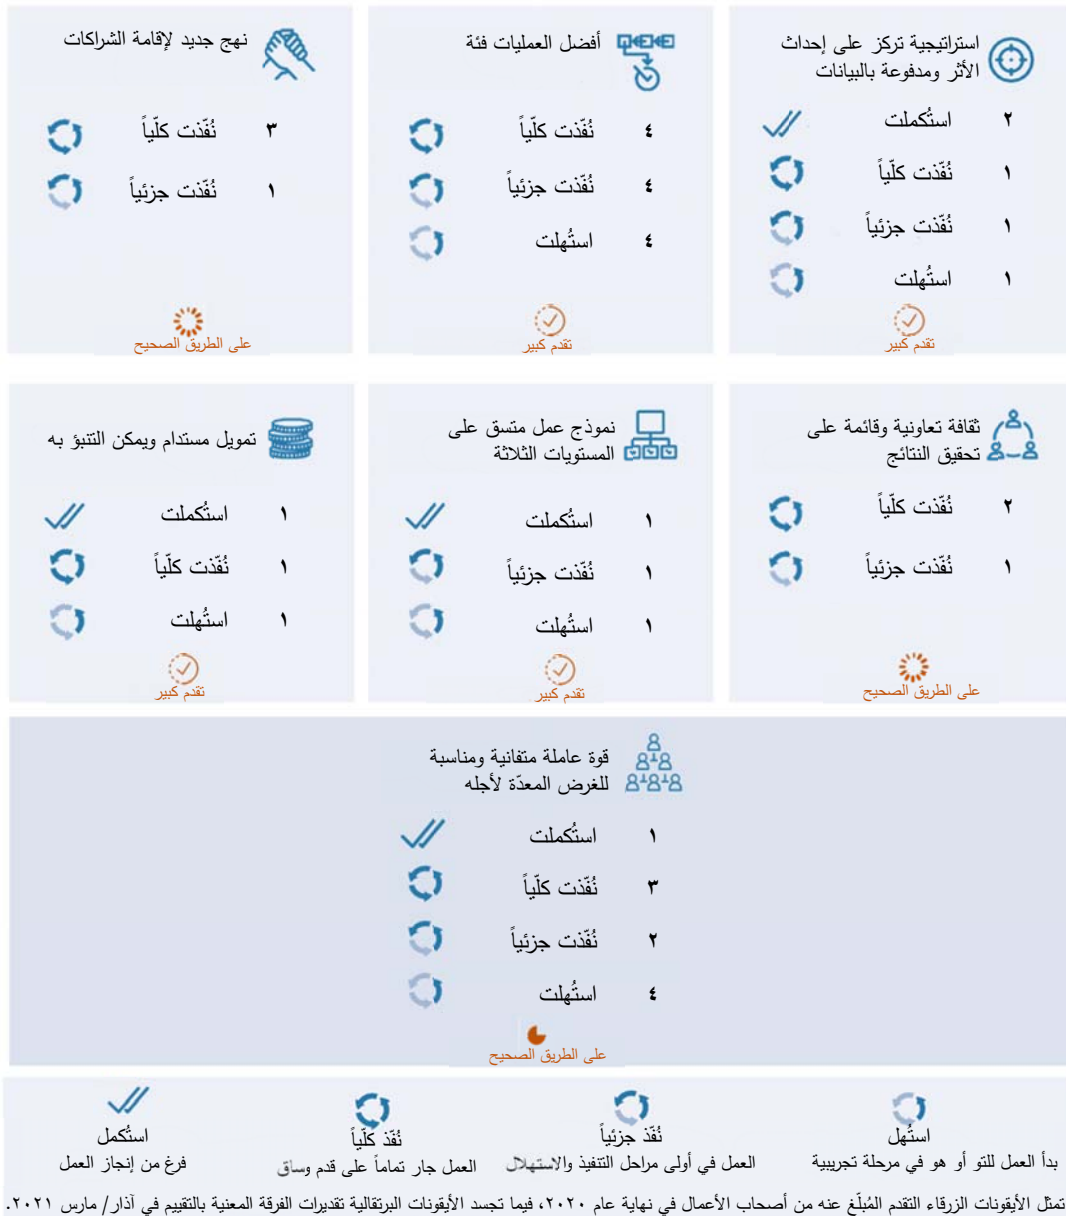 استراتيجية تركز على إحداث
الأثر ومدفوعة بالبيانات
٢ استُكملت
١ نُفّذت كلّياً
١ نُفّذت جزئياً
١ استُهلت
تقدم كبير
أفضل العمليات فئة
٤ نُفّذت كلّياً
٤ نُفّذت جزئياً
٤ استُهلت
تقدم كبير
نهج جديد لإقامة الشراكات
٣ نُفّذت كلّياً
١ نُفّذت جزئياً
على الطريق الصحيح
ثقافة تعاونية وقائمة على
تحقيق النتائج
٢ نُفّذت كلّياً
١ نُفّذت جزئياً
على الطريق الصحيح
نموذج عمل متسق على
المستويات الثلاثة
١ استُكملت
١ نُفّذت جزئياً
١ استُهلت
تقدم كبير
تمويل مستدام ويمكن التنبؤ به
١ استُكملت
١ نُفّذت كلّياً
١ استُهلت
تقدم كبير
قوة عاملة متفانية ومناسبة
للغرض المعدّة لأجله
١ استُكملت
٣ نُفّذت كلّياً
٢ نُفّذت جزئياً
٤ استُهلت
على الطريق الصحيح
استُهل
بدأ العمل للتو أو هو في مرحلة تجريبية
نُفّذ جزئياً
العمل في أولى مراحل التنفيذ والاستهلال
نُفّذ كلّياً
العمل جار تماماً على قدم وساق
استُكمل
فرغ من إنجاز العمل
تمثل الأيقونات الزرقاء التقدم المُبلّغ عنه من أصحاب الأعمال في نهاية عام ٢٠٢٠، فيما تجسد الأيقونات البرتقالية تقديرات الفرقة المعنية بالتقييم في آذار/ مارس ٢٠٢١.